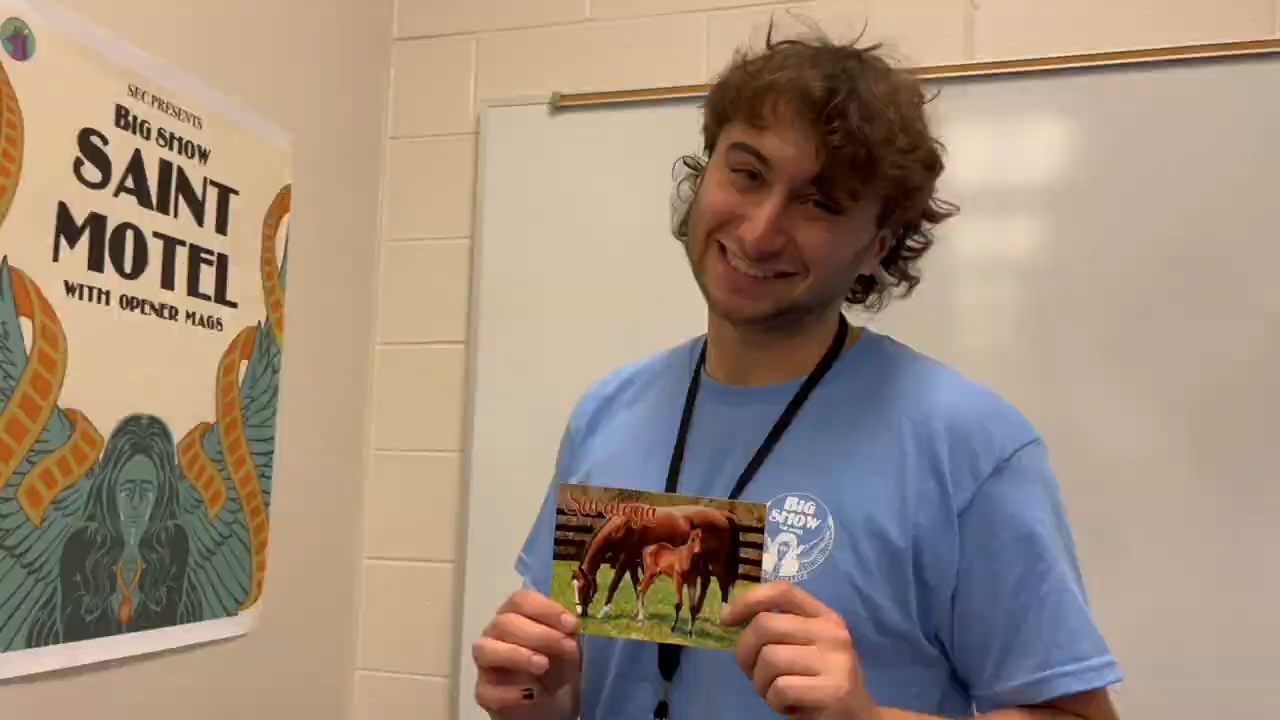 SEC PRESENTS
BIG SHOW
SAINT
MOTEL
WITH OPENER MAGS
Saratoga
BIG
SHOW